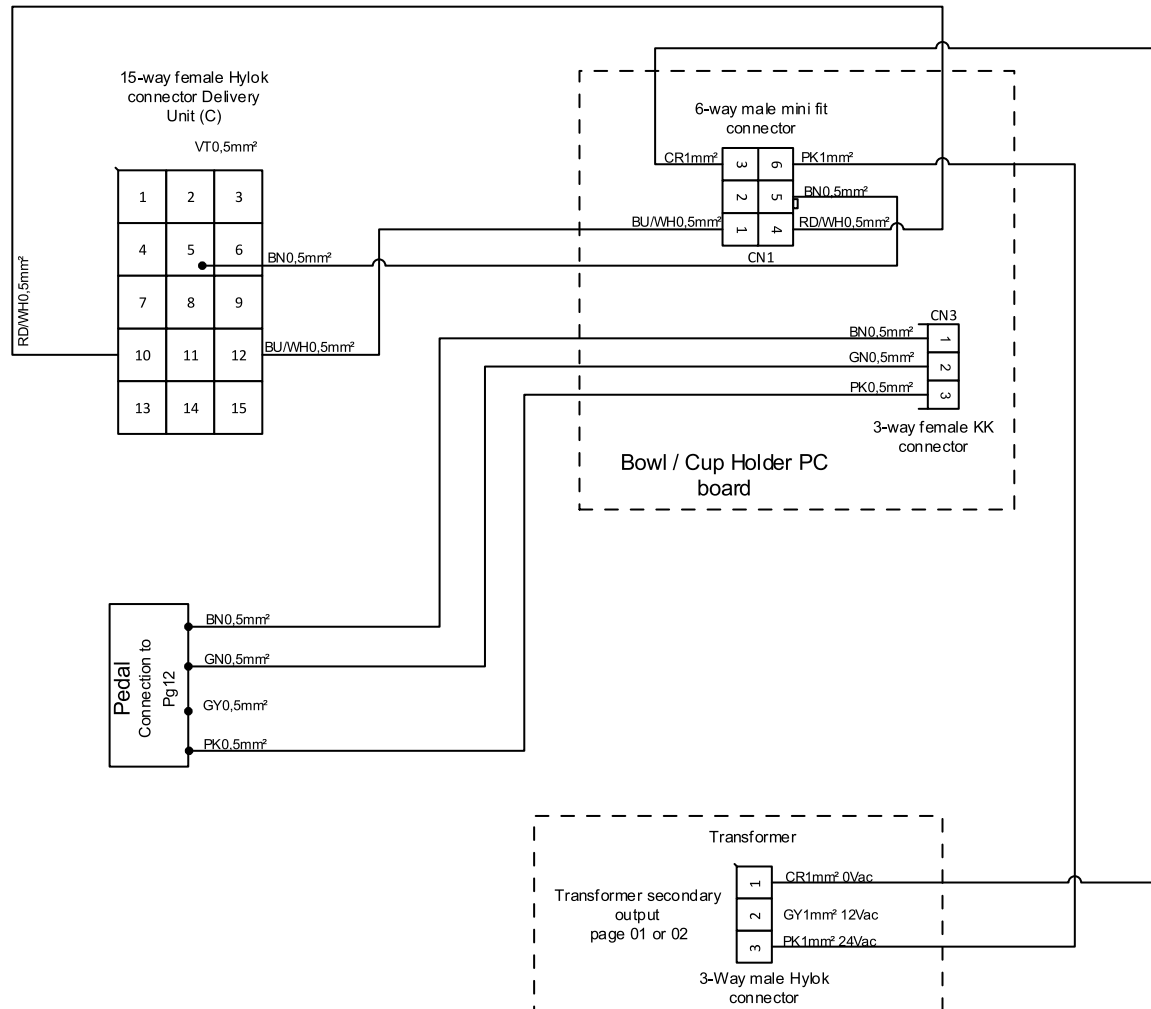 15-way female Hylok
connector Delivery
Unit (C)
VT0,5mm²
1 2 3
4 5 6
7 8 9
10 11 12
13 14 15
RD/WH0,5mm²
BN0,5mm²
BU/WH0,5mm²
6-way male mini fit
connector
CR1mm²
3 6
PK1mm²
2 5
BN0,5mm²
BU/WH0,5mm²
1 4
RD/WH0,5mm²
CN1
CN3
BN0,5mm²
1
GN0,5mm²
2
PK0,5mm²
3
3-way female KK
connector
Bowl / Cup Holder PC
board
Pedal
Connection to
Pg12
BN0,5mm²
GN0,5mm²
GY0,5mm²
PK0,5mm²
Transformer
Transformer secondary
output
page 01 or 02
1
CR1mm² 0Vac
2
GY1mm² 12Vac
3
PK1mm² 24Vac
3-Way male Hylok
connector